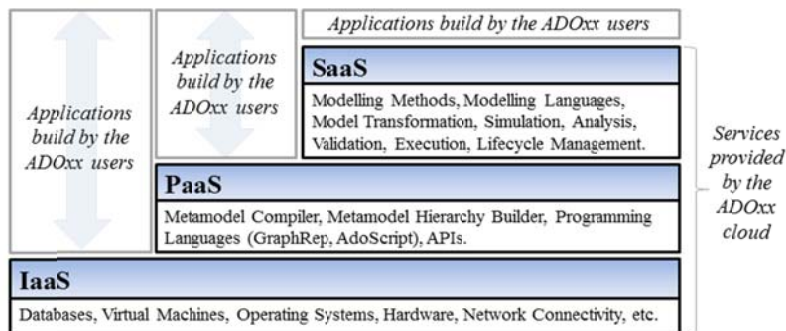 Applications build by the ADOxx users
Applications
build by the
ADOxx users
Applications
build by the
ADOxx users
SaaS
Modelling Methods, Modelling Languages,
Model Transformation, Simulation, Analysis,
Validation, Execution, Lifecycle Management.
Services
provided
by the
ADOxx
cloud
PaaS
Metamodel Compiler, Metamodel Hierarchy Builder, Programming
Languages (GraphRep, AdoScript), APIs.
IaaS
Databases, Virtual Machines, Operating Systems, Hardware, Network Connectivity, etc.